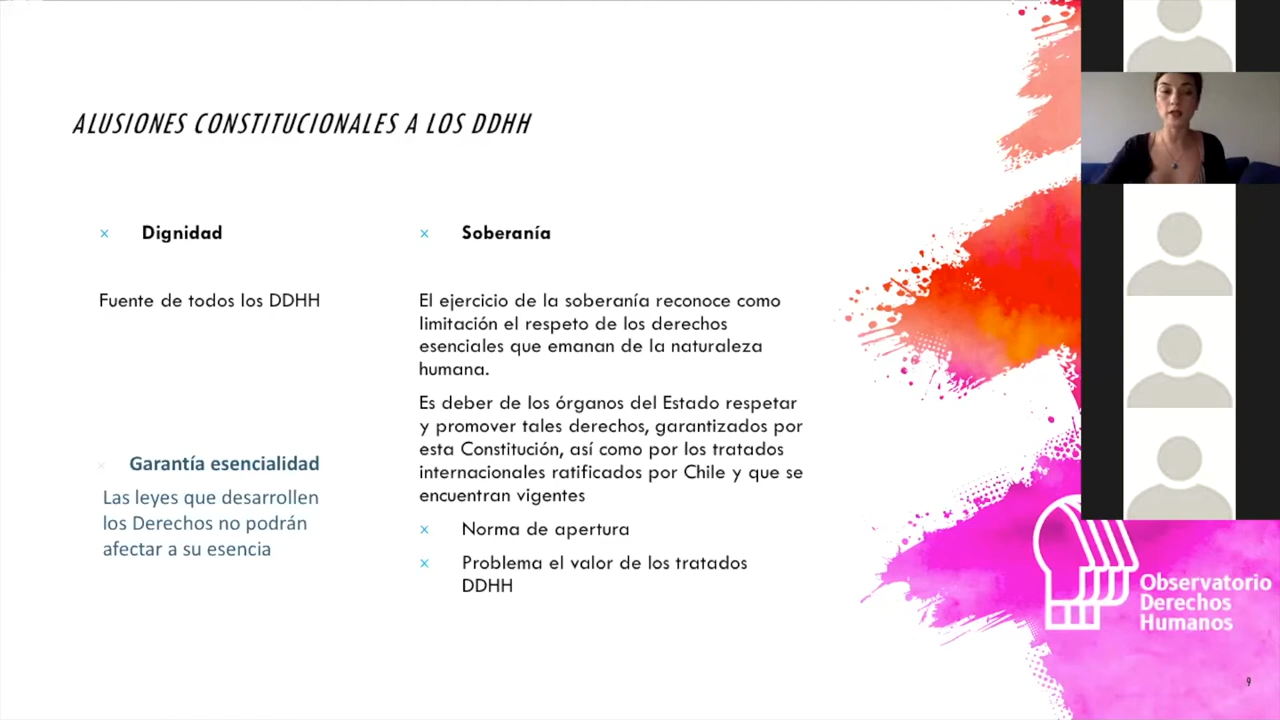 ALUSIONES CONSTITUCIONALES A LOS DDHH
Dignidad
Fuente de todos los DDHH
Garantía esencialidad
Las leyes que desarrollen
los Derechos no podrán
afectar a su esencia
Soberanía
El ejercicio de la soberanía reconoce como
limitación el respeto de los derechos
esenciales que emanan de la naturaleza
humana.
Es deber de los órganos del Estado respetar
y promover tales derechos, garantizados por
esta Constitución, así como por los tratados
internacionales ratificados por Chile y que se
encuentran vigentes
Norma de apertura
Problema el valor de los tratados
DDHH
Observatorio
Derechos
Humanos
9